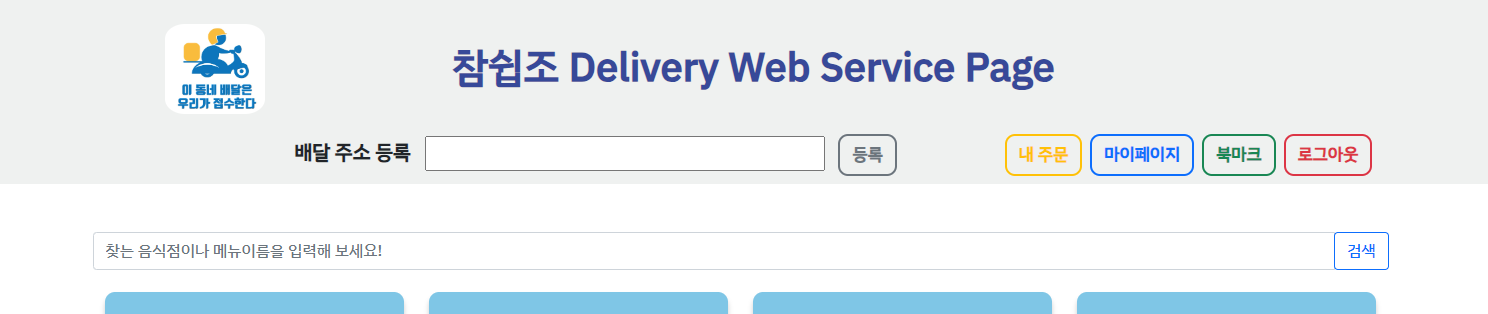 이 동네 배달은
우리가 접수한다
참쉽조 Delivery Web Service Page
배달 주소 등록 등록 내 주문 마이페이지 북마크 로그아웃
찾는 음식점이나 메뉴이름을 입력해 보세요! 검색